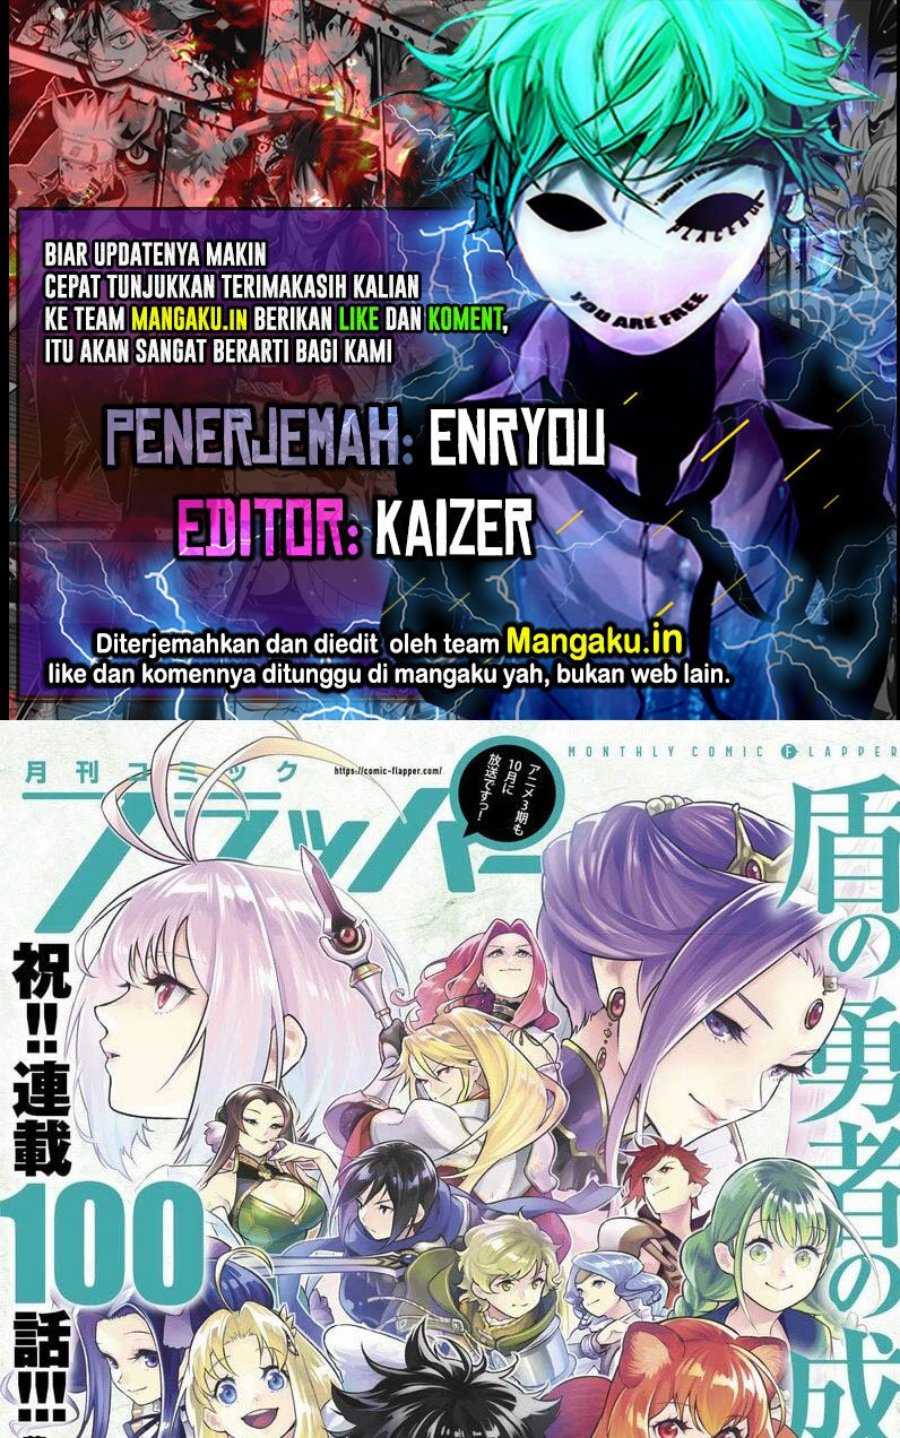 BIAR UPDATENYA MAKIN
CEPAT TUNJUKKAN TERIMAKASIH KALIAN
KE TEAM MANGAKU.in BERIKAN LIKE DAN KOMENT,
ITU AKAN SANGAT BERARTI BAGI KAMI
PENERJEMAH: ENRYOU
EDITOR: KAIZER
Diterjemahkan dan diedit oleh team Mangaku.in
like dan komennya ditunggu di mangaku yah, bukan web lain.
PLACEBO
YOU ARE FREE
MONTHLY COMIC FLAPPER
月刊コミック
https://comic-flapper.com/
フラッパー
アニメ3期も
10月に
放送ですっ!
盾の勇者の成
祝!!連載
100
話!!!